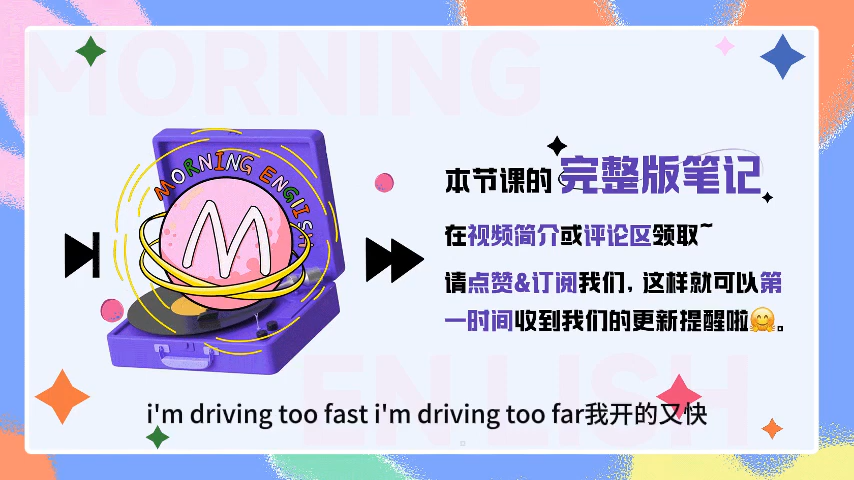 MORNING
MORNING ENGLISH
M
本节课的 完整版笔记
在视频简介或评论区领取~
请点赞&订阅我们，这样就可以第
一时间收到我们的更新提醒啦🤗。
EN LISH
i'm driving too fast i'm driving too far我开的又快